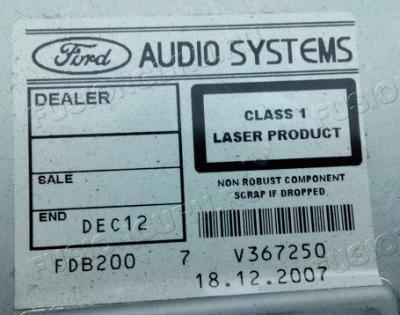 Ford AUDIO SYSTEMS
DEALER
CLASS 1
LASER PRODUCT
SALE
NON ROBUST COMPONENT
SCRAP IF DROPPED
END DEC12
FDB200 7 V367250
18.12.2007